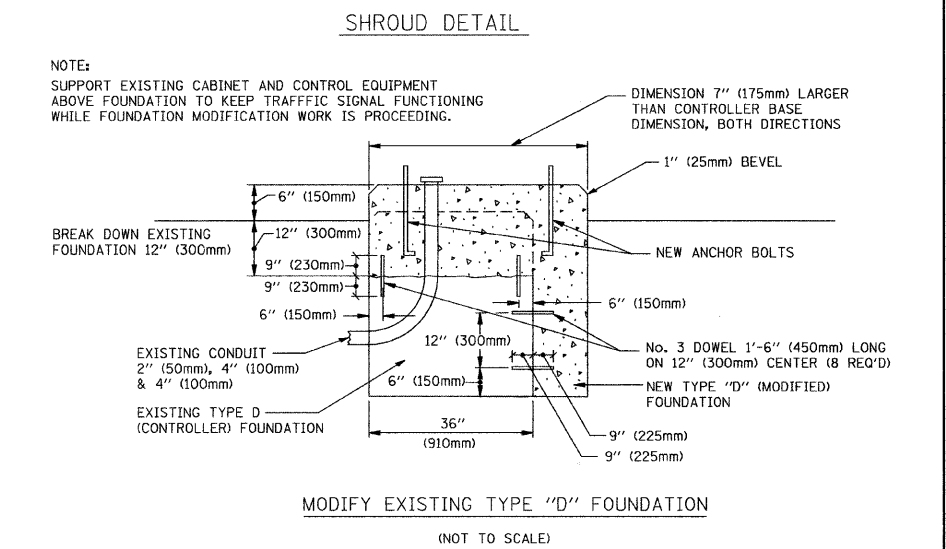 SHROUD DETAIL
NOTE:
SUPPORT EXISTING CABINET AND CONTROL EQUIPMENT
ABOVE FOUNDATION TO KEEP TRAFFFIC SIGNAL FUNCTIONING
WHILE FOUNDATION MODIFICATION WORK IS PROCEEDING.
DIMENSION 7" (175mm) LARGER
THAN CONTROLLER BASE
DIMENSION, BOTH DIRECTIONS
1" (25mm) BEVEL
6" (150mm)
BREAK DOWN EXISTING
FOUNDATION 12" (300mm)
12" (300mm)
NEW ANCHOR BOLTS
9" (230mm)
9" (230mm)
6" (150mm)
6" (150mm)
12" (300mm)
No. 3 DOWEL 1'-6" (450mm) LONG
ON 12" (300mm) CENTER (8 REQ'D)
EXISTING CONDUIT
2" (50mm), 4" (100mm)
& 4" (100mm)
6" (150mm)
NEW TYPE "D" (MODIFIED)
FOUNDATION
EXISTING TYPE D
(CONTROLLER) FOUNDATION
36"
(910mm)
9" (225mm)
9" (225mm)
MODIFY EXISTING TYPE "D" FOUNDATION
(NOT TO SCALE)